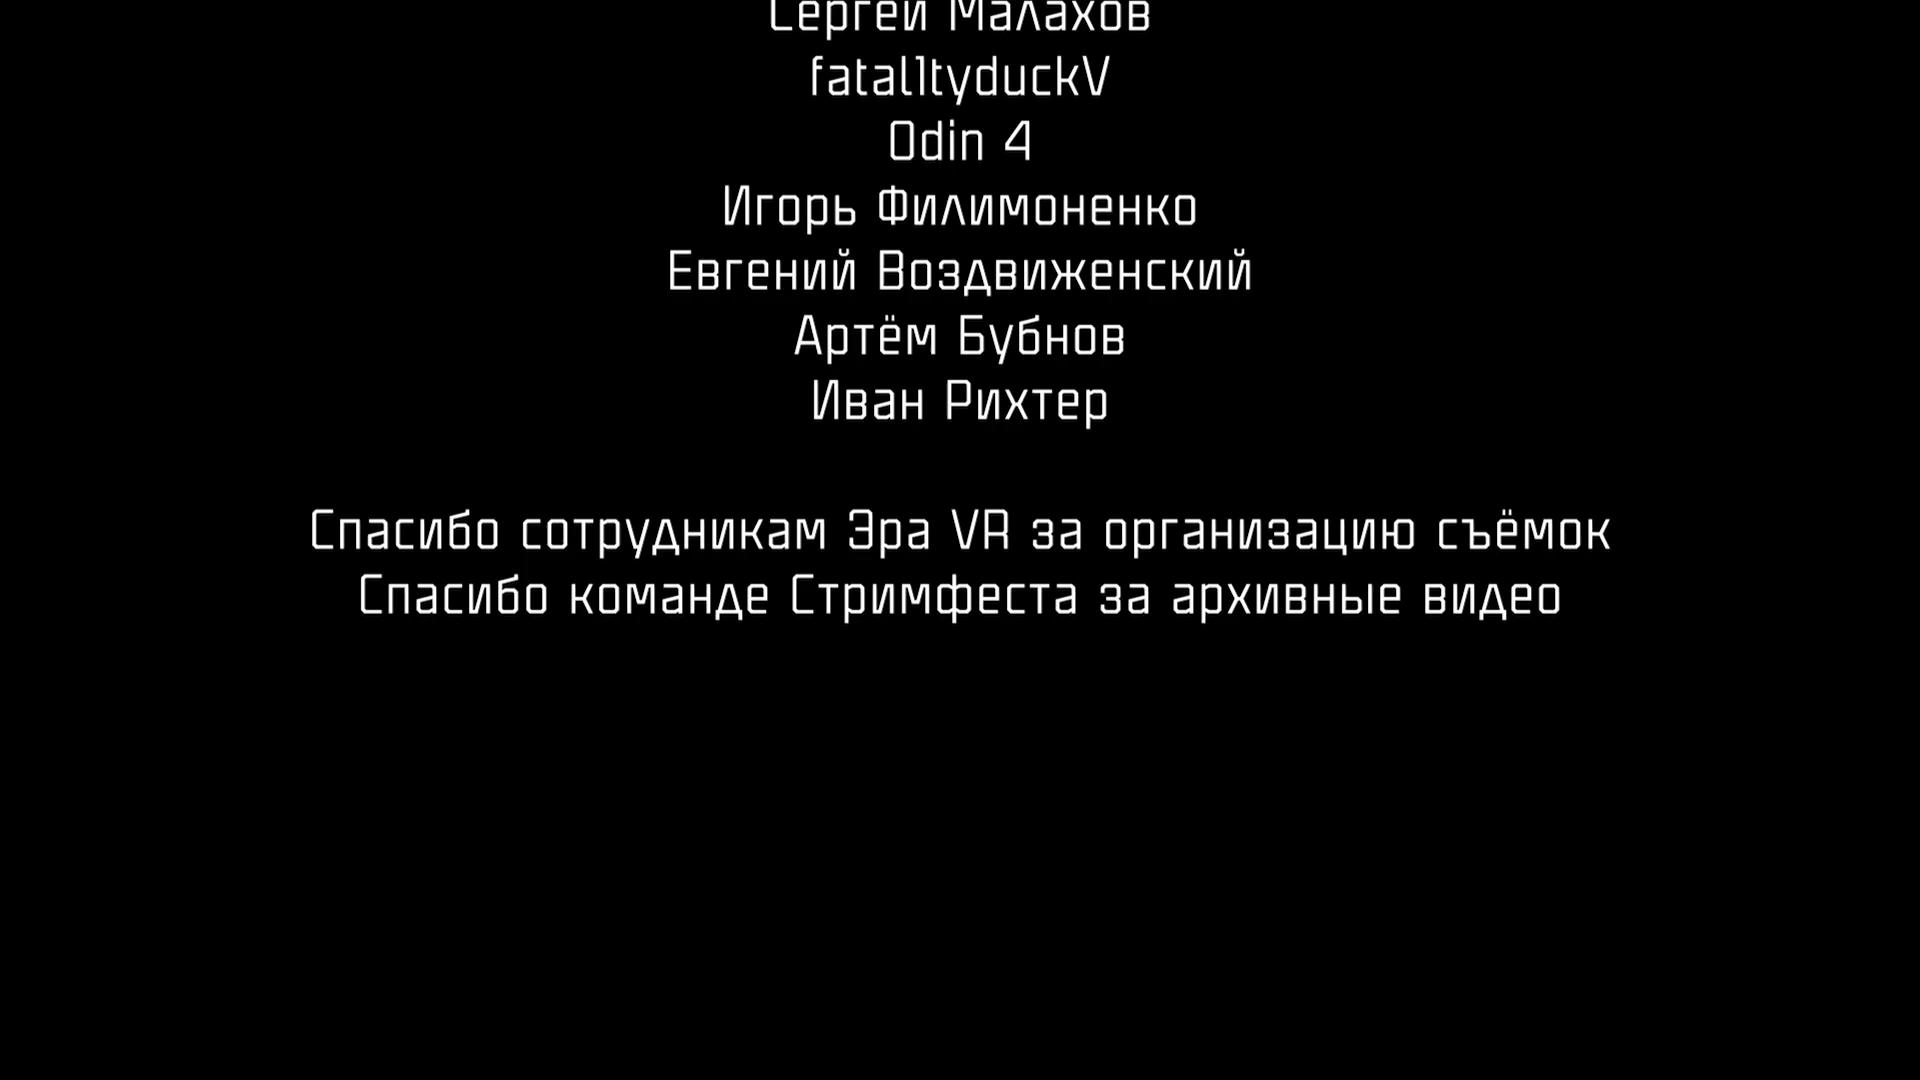 Сергей Малахов
fatal1tyduckV
Odin 4
Игорь Филимоненко
Евгений Воздвиженский
Артём Бубнов
Иван Рихтер
Спасибо сотрудникам Эра VR за организацию съёмок
Спасибо команде Стримфеста за архивные видео